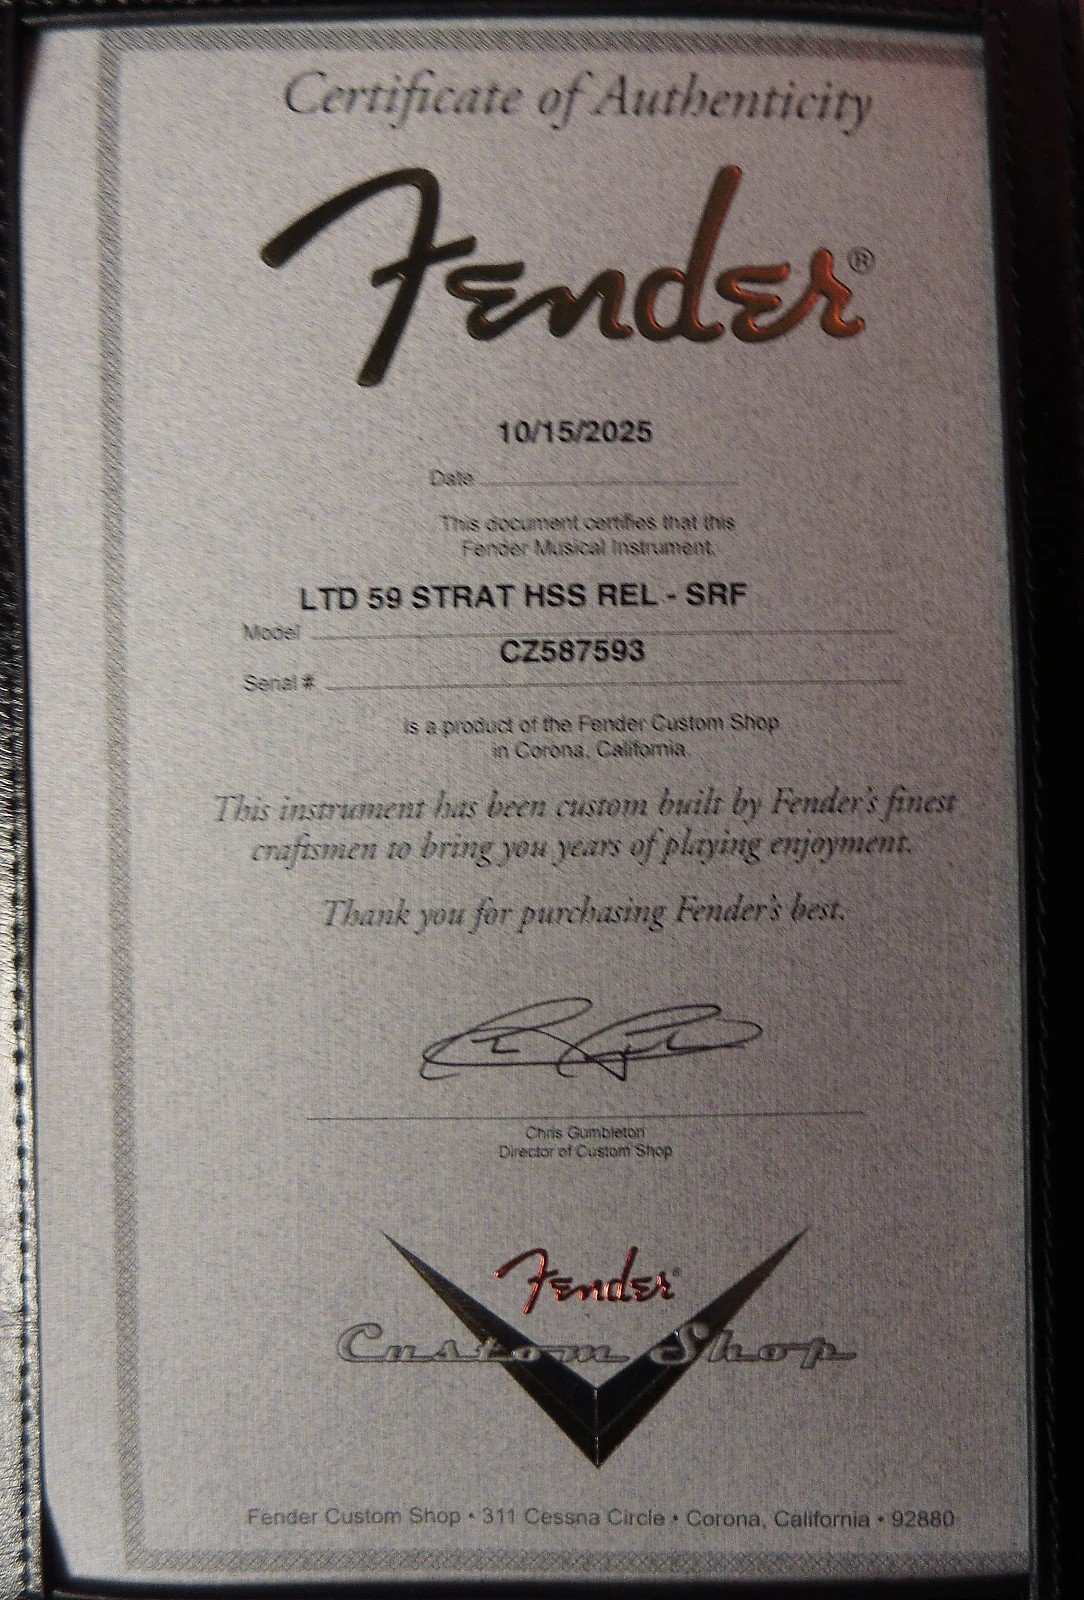 Certificate of Authenticity
Fender®
10/15/2025
Date
This document certifies that this
Fender Musical Instrument,
LTD 59 STRAT HSS REL - SRF
Model
CZ587593
Serial #
is a product of the Fender Custom Shop
in Corona, California.
This instrument has been custom built by Fender's finest
craftsmen to bring you years of playing enjoyment.
Thank you for purchasing Fender's best.
Chris Gumbleton
Director of Custom Shop
Fender®
Custom Shop
Fender Custom Shop • 311 Cessna Circle • Corona, California • 92880